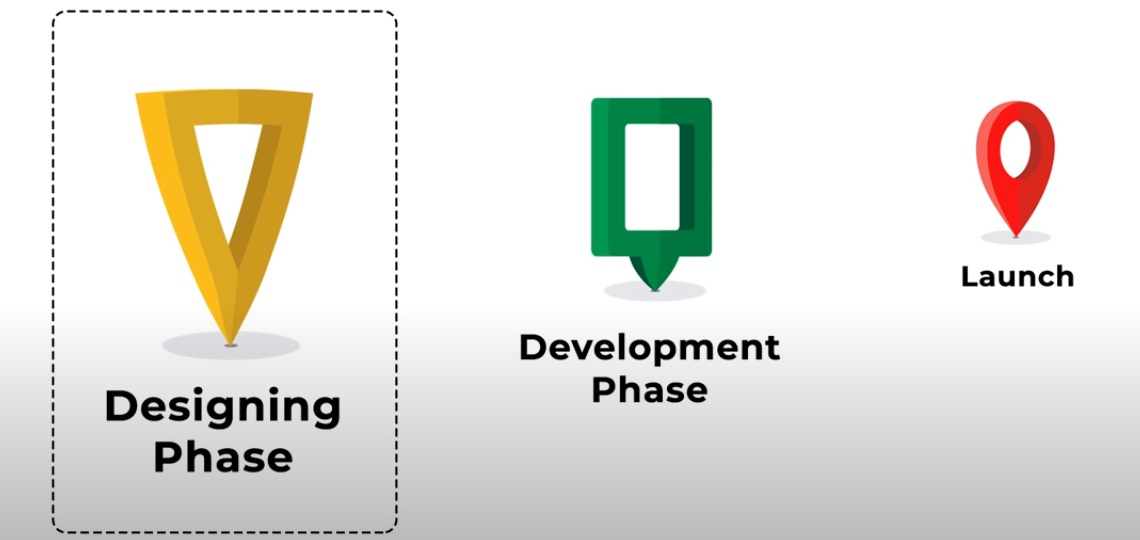 Designing
Phase
Development
Phase
Launch